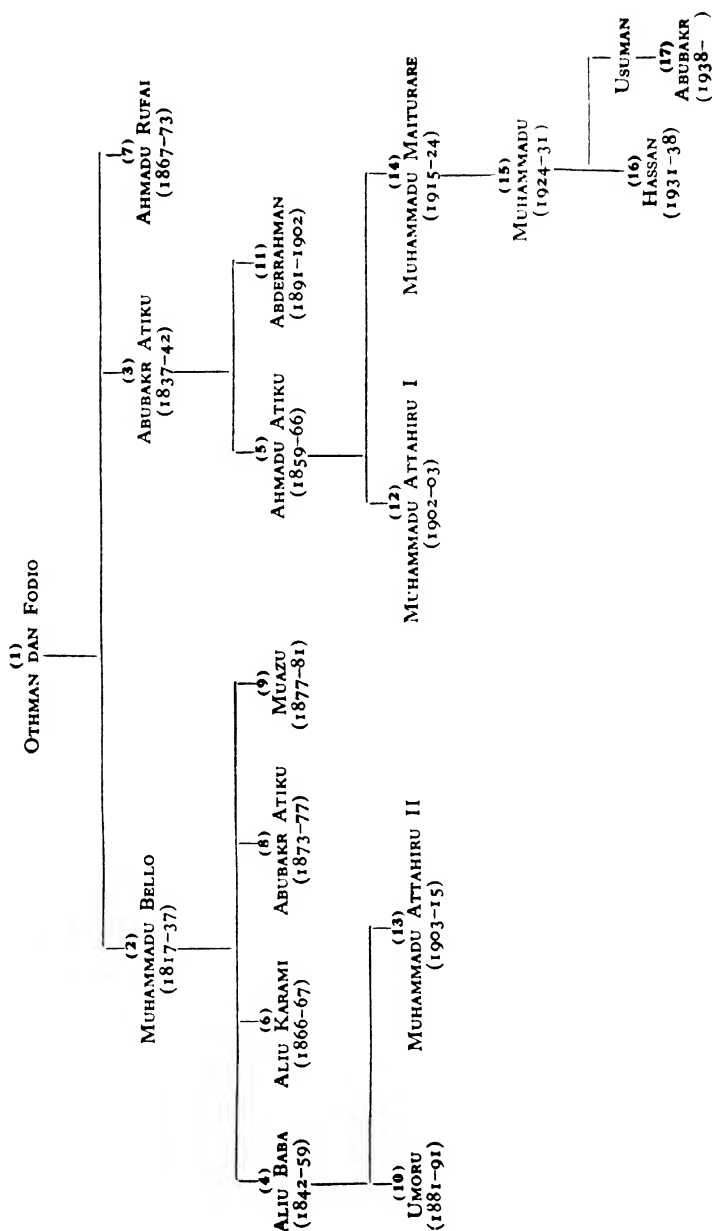 (1)
OTHMAN DAN FODIO
(2)
MUHAMMADU BELLO
(1817–37)
(3)
ABUBAKR ATIKU
(1837–42)
(7)
AHMADU RUFAI
(1867–73)
(4)
ALIU BABA
(1842–59)
(6)
ALIU KARAMI
(1866–67)
(8)
ABUBAKR ATIKU
(1873–77)
(9)
MUAZU
(1877–81)
(5)
AHMADU ATIKU
(1859–66)
(11)
ABDERRAHMAN
(1891–1902)
(10)
UMORU
(1881–91)
(13)
MUHAMMADU ATTAHIRU II
(1903–15)
(12)
MUHAMMADU ATTAHIRU I
(1902–03)
(14)
MUHAMMADU MAITURARE
(1915–24)
(15)
MUHAMMADU
(1924–31)
(16)
HASSAN
(1931–38)
USUMAN
(17)
ABUBAKR
(1938– )